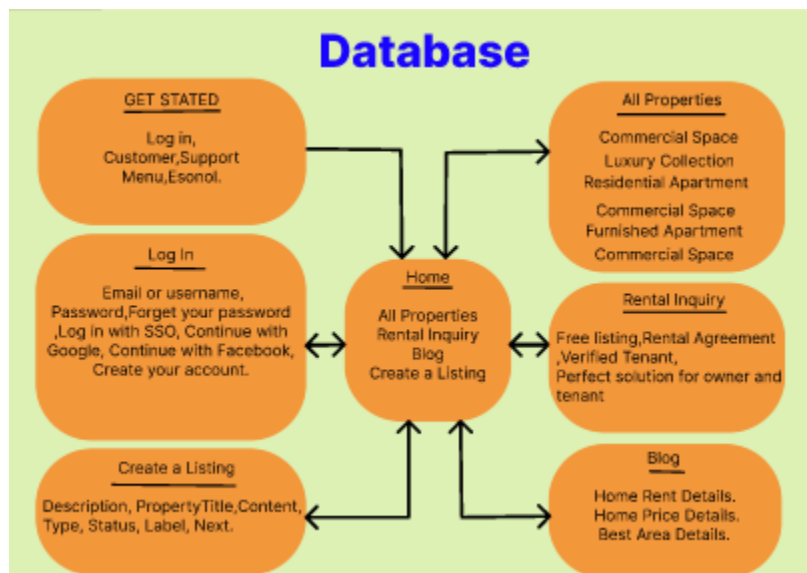 Database
GET STATED
Log in,
Customer,Support
Menu,Esonol.
All Properties
Commercial Space
Luxury Collection
Residential Apartment
Commercial Space
Furnished Apartment
Commercial Space
Log In
Email or username,
Password,Forget your password
,Log in with SSO, Continue with
Google, Continue with Facebook,
Create your account.
Home
All Properties
Rental Inquiry
Blog
Create a Listing
Rental Inquiry
Free listing,Rental Agreement
,Verified Tenant,
Perfect solution for owner and
tenant
Create a Listing
Description, PropertyTitle,Content,
Type, Status, Label, Next.
Blog
Home Rent Details.
Home Price Details.
Best Area Details.